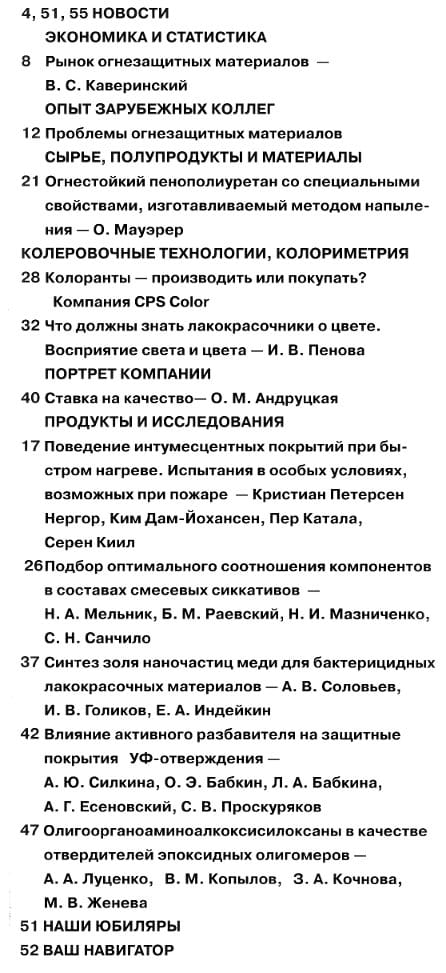 4, 51, 55 НОВОСТИ
ЭКОНОМИКА И СТАТИСТИКА
8 Рынок огнезащитных материалов —
В. С. Каверинский
ОПЫТ ЗАРУБЕЖНЫХ КОЛЛЕГ
12 Проблемы огнезащитных материалов
СЫРЬЕ, ПОЛУПРОДУКТЫ И МАТЕРИАЛЫ
21 Огнестойкий пенополиуретан со специальными
свойствами, изготавливаемый методом напыле-
ния — О. Мауэрер
КОЛЕРОВОЧНЫЕ ТЕХНОЛОГИИ, КОЛОРИМЕТРИЯ
28 Колоранты — производить или покупать?
Компания CPS Color
32 Что должны знать лакокрасочники о цвете.
Восприятие света и цвета — И. В. Пенова
ПОРТРЕТ КОМПАНИИ
40 Ставка на качество— О. М. Андруцкая
ПРОДУКТЫ И ИССЛЕДОВАНИЯ
17 Поведение интумесцентных покрытий при бы-
стром нагреве. Испытания в особых условиях,
возможных при пожаре — Кристиан Петерсен
Нергор, Ким Дам-Йохансен, Пер Катала,
Серен Киил
26 Подбор оптимального соотношения компонентов
в составах смесевых сиккативов —
Н. А. Мельник, Б. М. Раевский, Н. И. Мазниченко,
С. Н. Санчило
37 Синтез золя наночастиц меди для бактерицидных
лакокрасочных материалов — А. В. Соловьев,
И. В. Голиков, Е. А. Индейкин
42 Влияние активного разбавителя на защитные
покрытия УФ-отверждения —
А. Ю. Силкина, О. Э. Бабкин, Л. А. Бабкина,
А. Г. Есеновский, С. В. Проскуряков
47 Олигоорганоаминоалкоксисилоксаны в качестве
отвердителей эпоксидных олигомеров —
А. А. Луценко, В. М. Копылов, З. А. Кочнова,
М. В. Женева
51 НАШИ ЮБИЛЯРЫ
52 ВАШ НАВИГАТОР